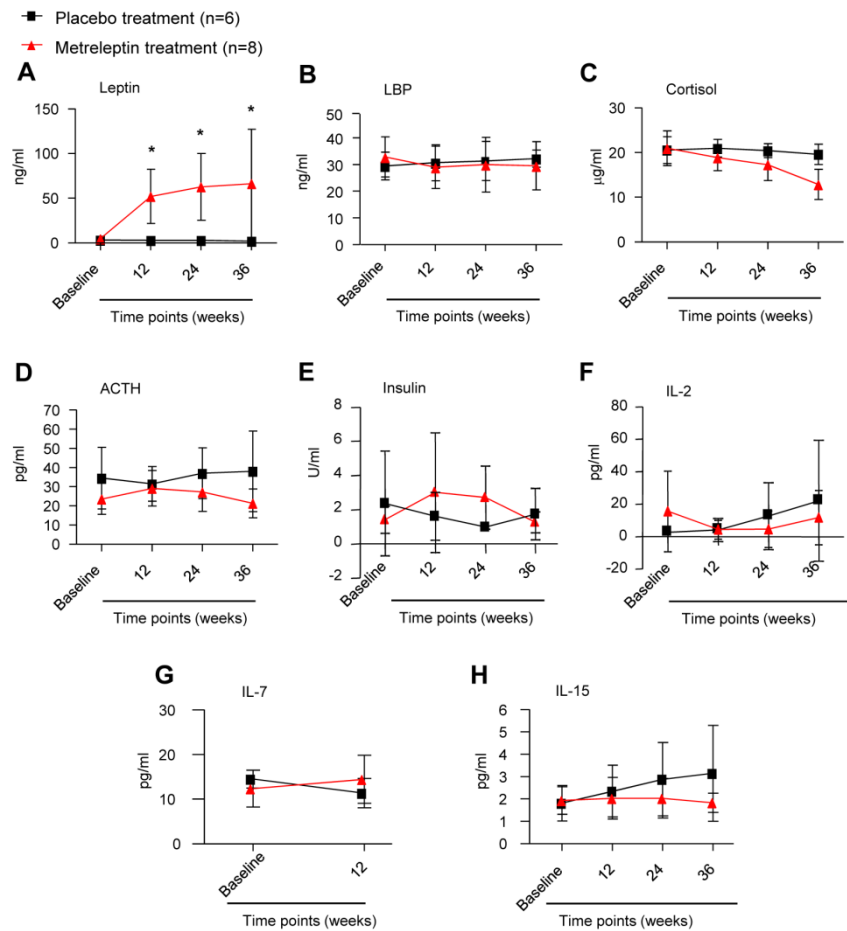 Placebo treatment (n=6)
Metreleptin treatment (n=8)
A
Leptin
150
100
50
0
ng/ml
* * *
Baseline 12 24 36
Time points (weeks)
B
LBP
50
40
30
20
10
0
ng/ml
Baseline 12 24 36
Time points (weeks)
C
Cortisol
30
20
10
0
µg/ml
Baseline 12 24 36
Time points (weeks)
D
ACTH
70
60
50
40
30
20
10
0
pg/ml
Baseline 12 24 36
Time points (weeks)
E
Insulin
8
6
4
2
0
-2
U/ml
Baseline 12 24 36
Time points (weeks)
F
IL-2
80
60
40
20
0
-20
pg/ml
Baseline 12 24 36
Time points (weeks)
G
IL-7
30
20
10
0
pg/ml
Baseline 12
Time points (weeks)
H
IL-15
6
5
4
3
2
1
0
pg/ml
Baseline 12 24 36
Time points (weeks)